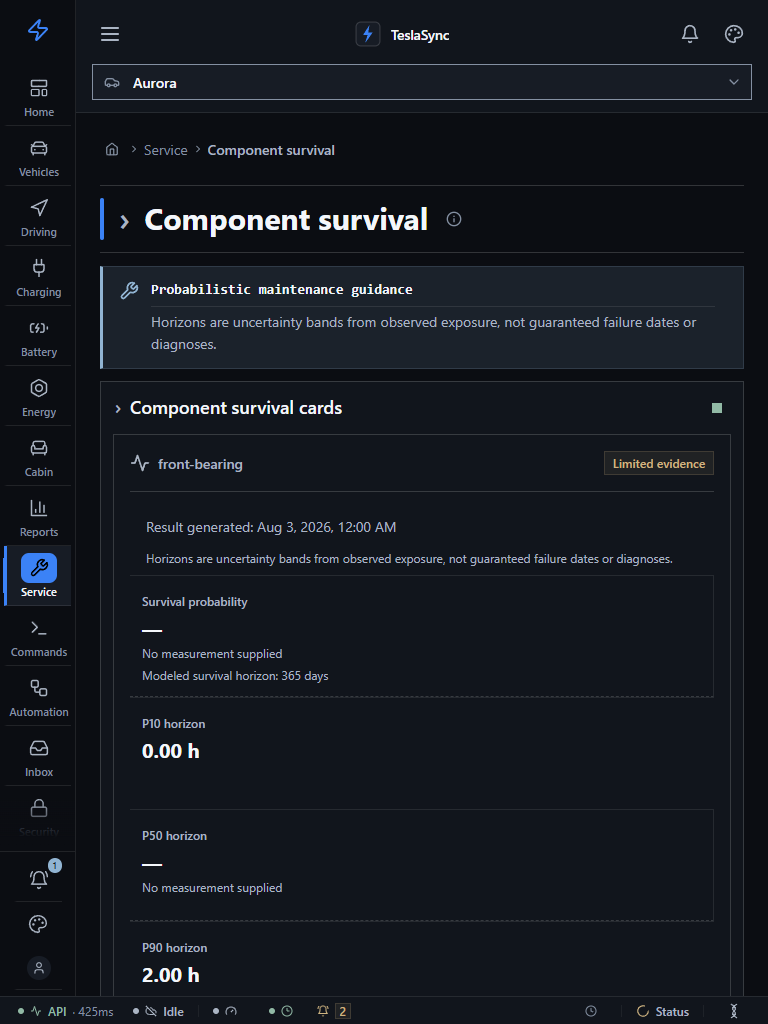 TeslaSync
Aurora
Home
Vehicles
Driving
Charging
Battery
Energy
Cabin
Reports
Service
Commands
Automation
Inbox
Security
1
Service
Component survival
Component survival
Probabilistic maintenance guidance
Horizons are uncertainty bands from observed exposure, not guaranteed failure dates or
diagnoses.
Component survival cards
front-bearing
Limited evidence
Result generated: Aug 3, 2026, 12:00 AM
Horizons are uncertainty bands from observed exposure, not guaranteed failure dates or diagnoses.
Survival probability
—
No measurement supplied
Modeled survival horizon: 365 days
P10 horizon
0.00 h
P50 horizon
—
No measurement supplied
P90 horizon
2.00 h
API · 425ms
Idle
2
Status